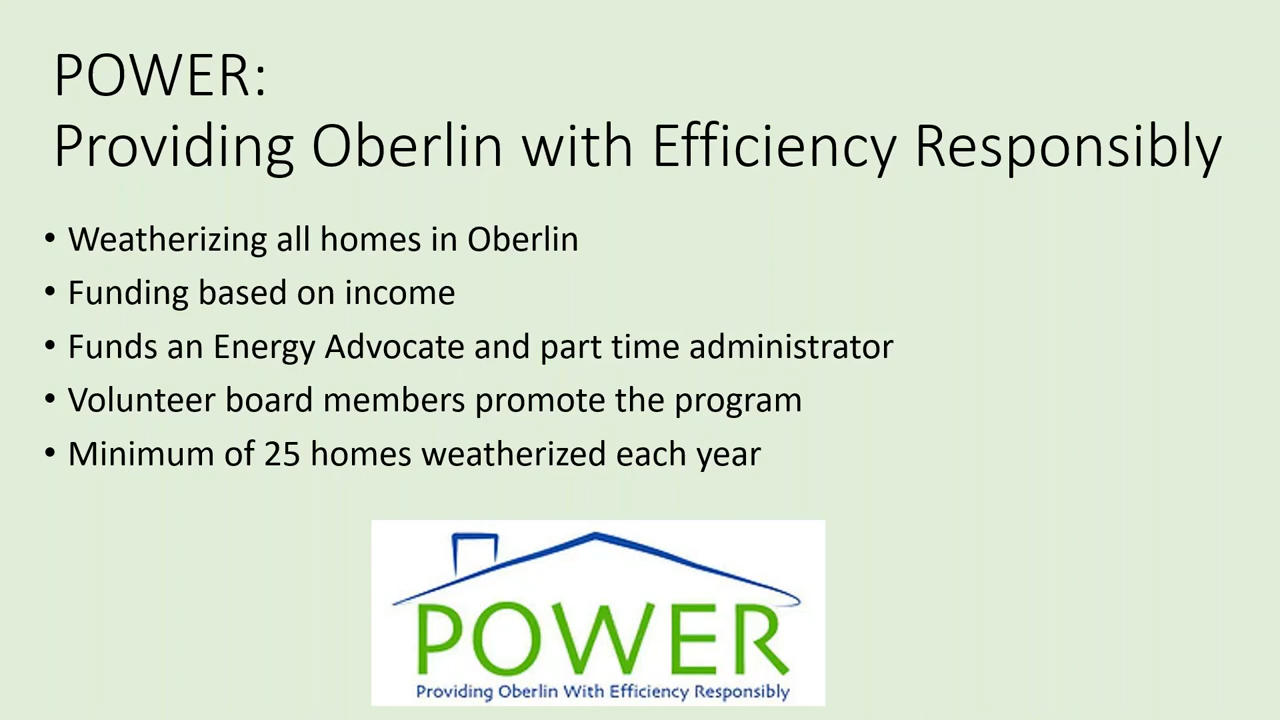 POWER:
Providing Oberlin with Efficiency Responsibly
• Weatherizing all homes in Oberlin
• Funding based on income
• Funds an Energy Advocate and part time administrator
• Volunteer board members promote the program
• Minimum of 25 homes weatherized each year
POWER
Providing Oberlin With Efficiency Responsibly